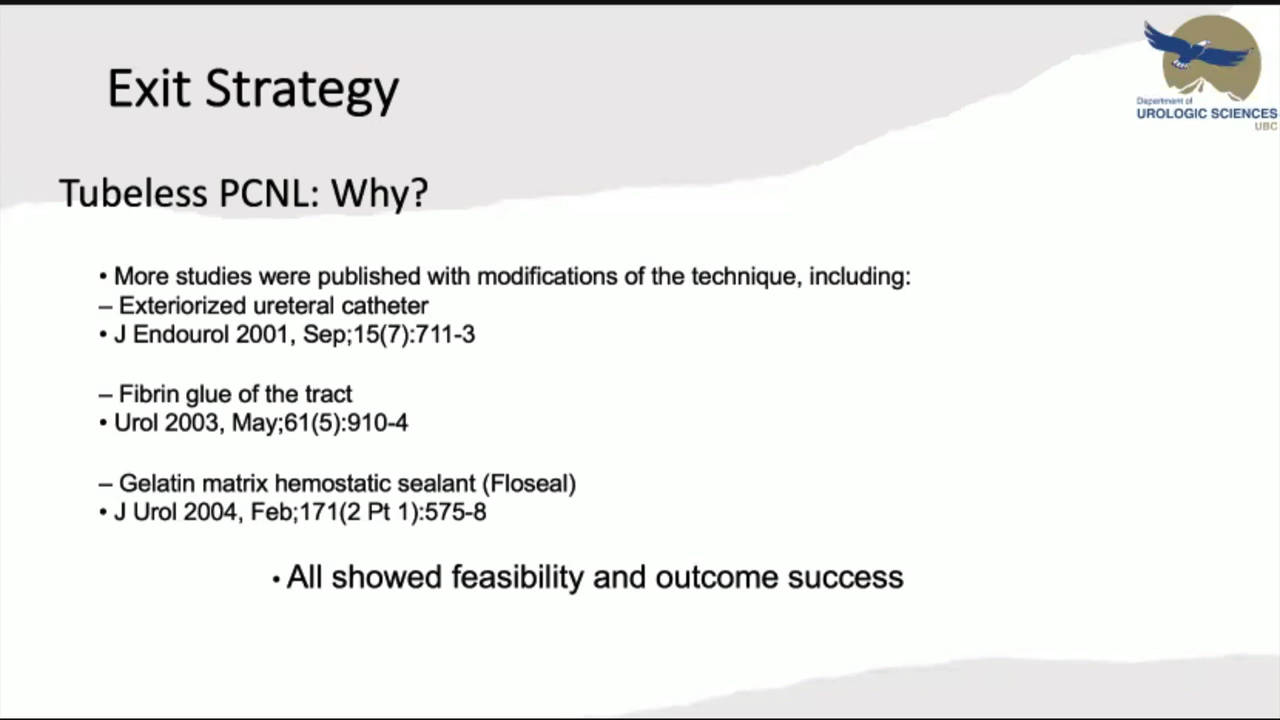 Exit Strategy
Department of
UROLOGIC SCIENCES
UBC
Tubeless PCNL: Why?
• More studies were published with modifications of the technique, including:
– Exteriorized ureteral catheter
• J Endourol 2001, Sep;15(7):711-3
– Fibrin glue of the tract
• Urol 2003, May;61(5):910-4
– Gelatin matrix hemostatic sealant (Floseal)
• J Urol 2004, Feb;171(2 Pt 1):575-8
• All showed feasibility and outcome success